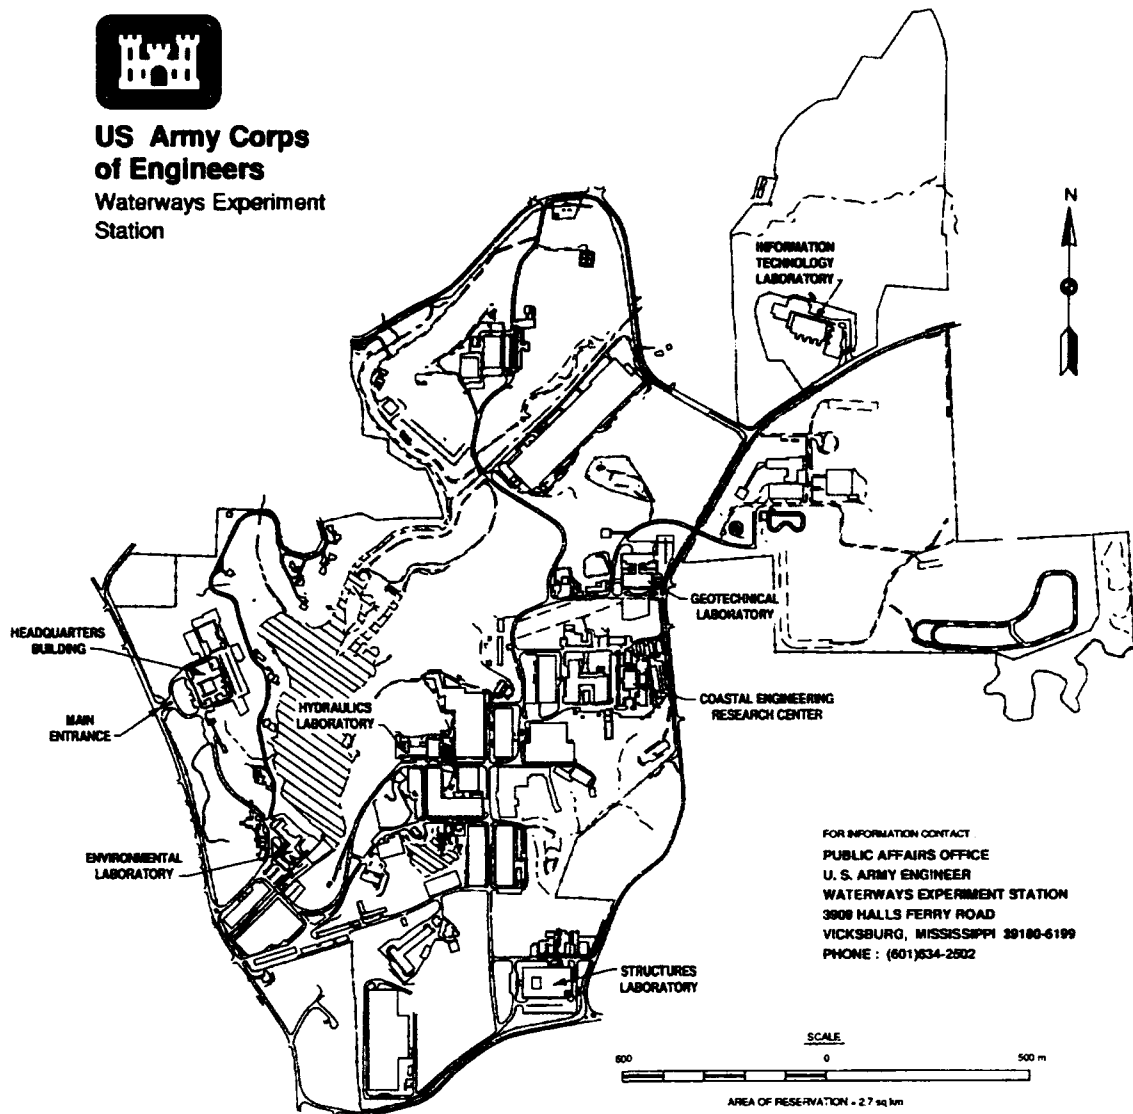 US Army Corps
of Engineers
Waterways Experiment
Station
N
INFORMATION
TECHNOLOGY
LABORATORY
GEOTECHNICAL
LABORATORY
HEADQUARTERS
BUILDING
MAIN
ENTRANCE
HYDRAULICS
LABORATORY
COASTAL ENGINEERING
RESEARCH CENTER
ENVIRONMENTAL
LABORATORY
STRUCTURES
LABORATORY
FOR INFORMATION CONTACT
PUBLIC AFFAIRS OFFICE
U. S. ARMY ENGINEER
WATERWAYS EXPERIMENT STATION
3909 HALLS FERRY ROAD
VICKSBURG, MISSISSIPPI 39180-6199
PHONE : (601)634-2502
SCALE
500 0 500 m
AREA OF RESERVATION = 2.7 sq km